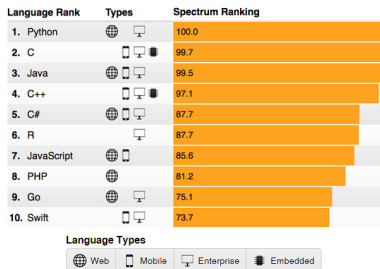 Language Rank Types Spectrum Ranking
1. Python 100.0
2. C 99.7
3. Java 99.5
4. C++ 97.1
5. C# 87.7
6. R 87.7
7. JavaScript 85.6
8. PHP 81.2
9. Go 75.1
10. Swift 73.7
Language Types
Web Mobile Enterprise Embedded